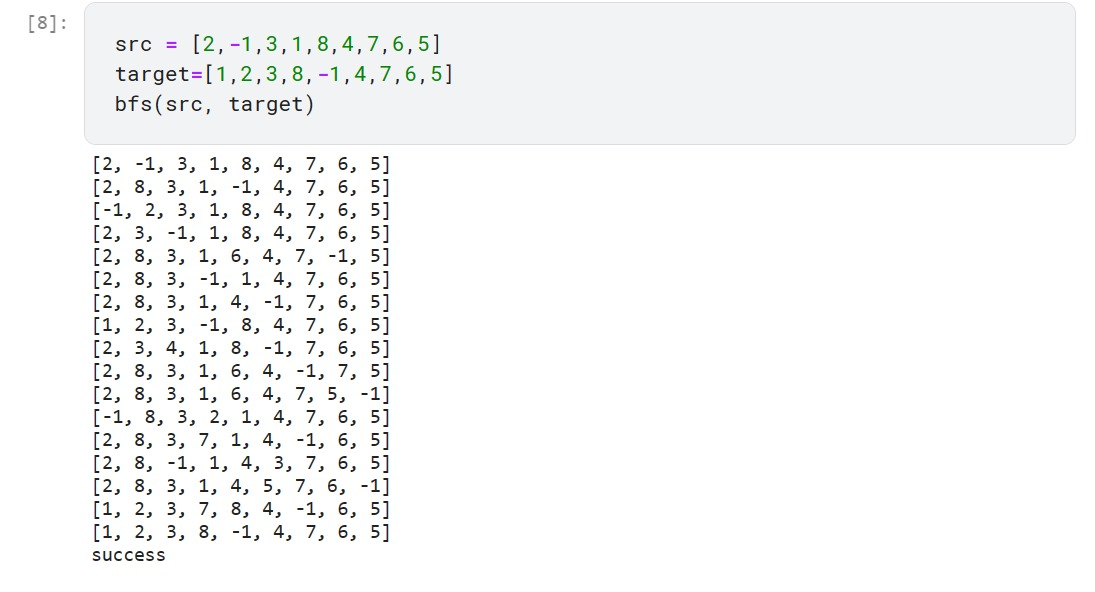 [8]:
src = [2,-1,3,1,8,4,7,6,5]
target=[1,2,3,8,-1,4,7,6,5]
bfs(src, target)
[2, -1, 3, 1, 8, 4, 7, 6, 5]
[2, 8, 3, 1, -1, 4, 7, 6, 5]
[-1, 2, 3, 1, 8, 4, 7, 6, 5]
[2, 3, -1, 1, 8, 4, 7, 6, 5]
[2, 8, 3, 1, 6, 4, 7, -1, 5]
[2, 8, 3, -1, 1, 4, 7, 6, 5]
[2, 8, 3, 1, 4, -1, 7, 6, 5]
[1, 2, 3, -1, 8, 4, 7, 6, 5]
[2, 3, 4, 1, 8, -1, 7, 6, 5]
[2, 8, 3, 1, 6, 4, -1, 7, 5]
[2, 8, 3, 1, 6, 4, 7, 5, -1]
[-1, 8, 3, 2, 1, 4, 7, 6, 5]
[2, 8, 3, 7, 1, 4, -1, 6, 5]
[2, 8, -1, 1, 4, 3, 7, 6, 5]
[2, 8, 3, 1, 4, 5, 7, 6, -1]
[1, 2, 3, 7, 8, 4, -1, 6, 5]
[1, 2, 3, 8, -1, 4, 7, 6, 5]
success